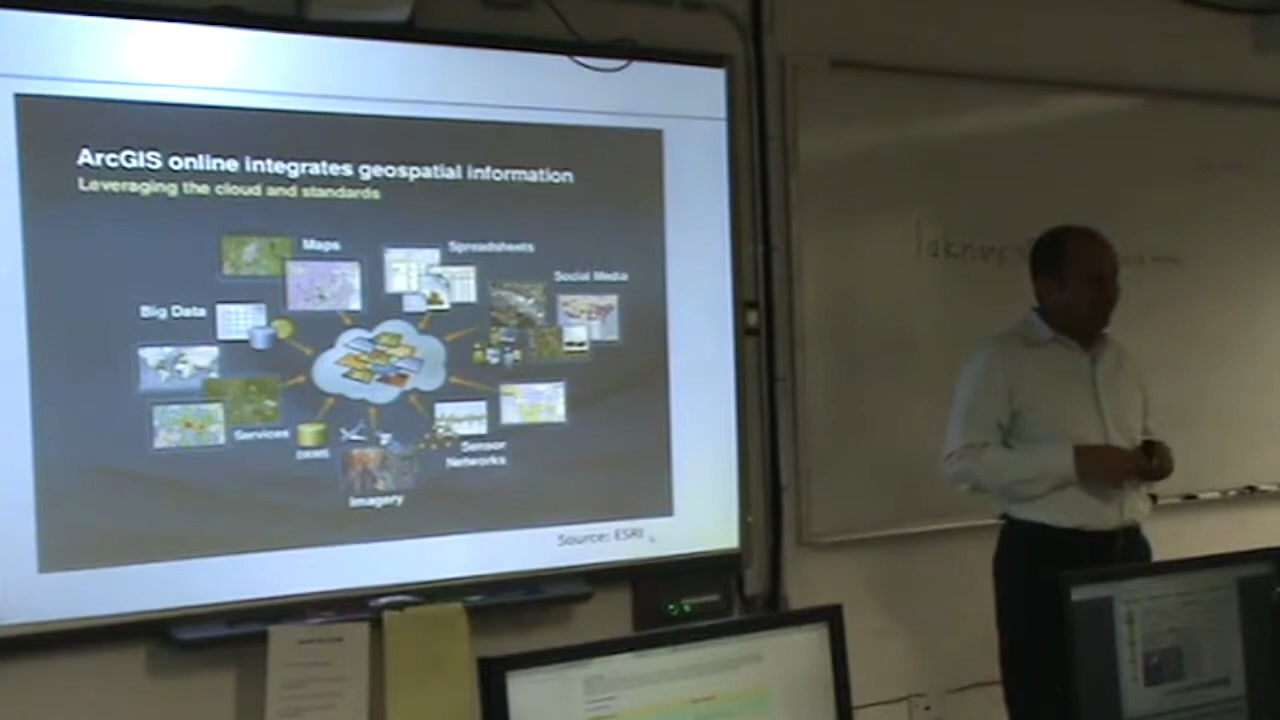 ArcGIS online integrates geospatial information
Leveraging the cloud and standards
Maps
Spreadsheets
Social Media
Big Data
Services
DBMS
Sensor
Networks
Imagery
Source: ESRI